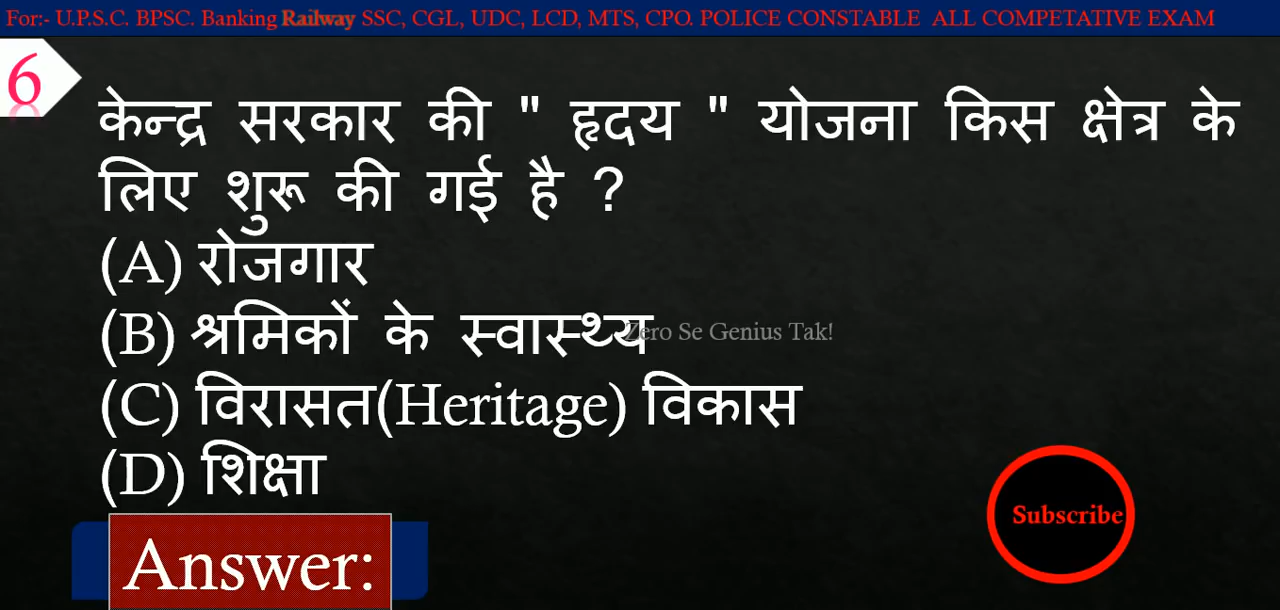 For:- U.P.S.C. BPSC. Banking Railway SSC, CGL, UDC, LCD, MTS, CPO. POLICE CONSTABLE ALL COMPETATIVE EXAM
6
केन्द्र सरकार की " हृदय " योजना किस क्षेत्र के
लिए शुरू की गई है ?
(A) रोजगार
(B) श्रमिकों के स्वास्थ्य
Zero Se Genius Tak!
(C) विरासत(Heritage) विकास
(D) शिक्षा
Subscribe
Answer: